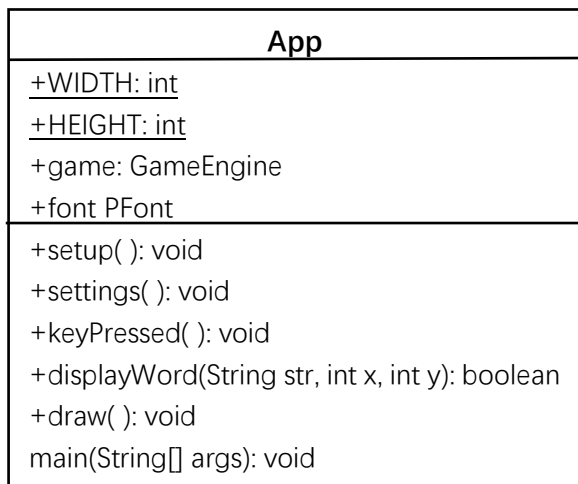 App
+WIDTH: int
+HEIGHT: int
+game: GameEngine
+font PFont
+setup( ): void
+settings( ): void
+keyPressed( ): void
+displayWord(String str, int x, int y): boolean
+draw( ): void
main(String[] args): void